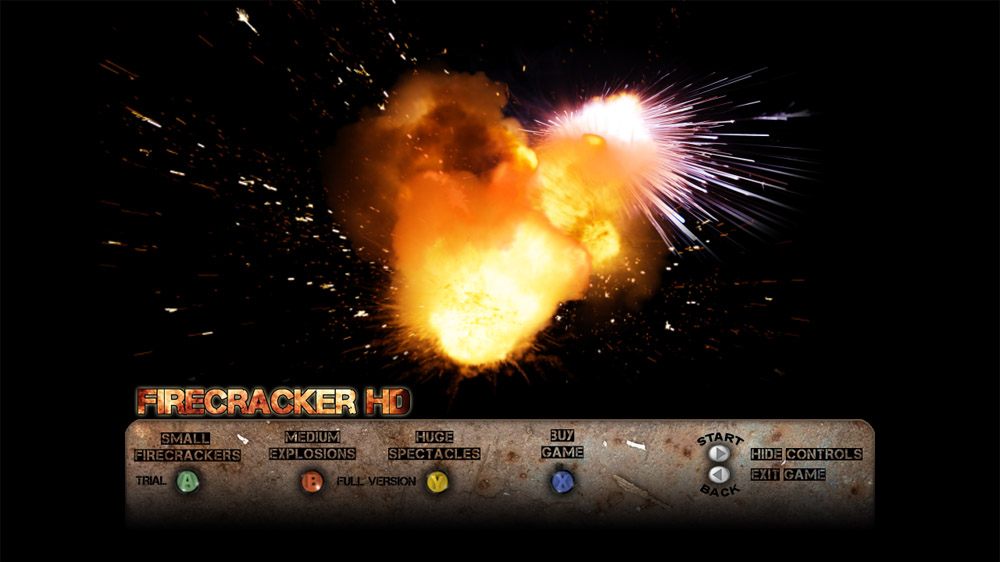 FIRECRACKER HD
SMALL
FIRECRACKERS
MEDIUM
EXPLOSIONS
HUGE
SPECTACLES
BUY
GAME
TRIAL A
B FULL VERSION Y
X
START
HIDE CONTROLS
EXIT GAME
BACK